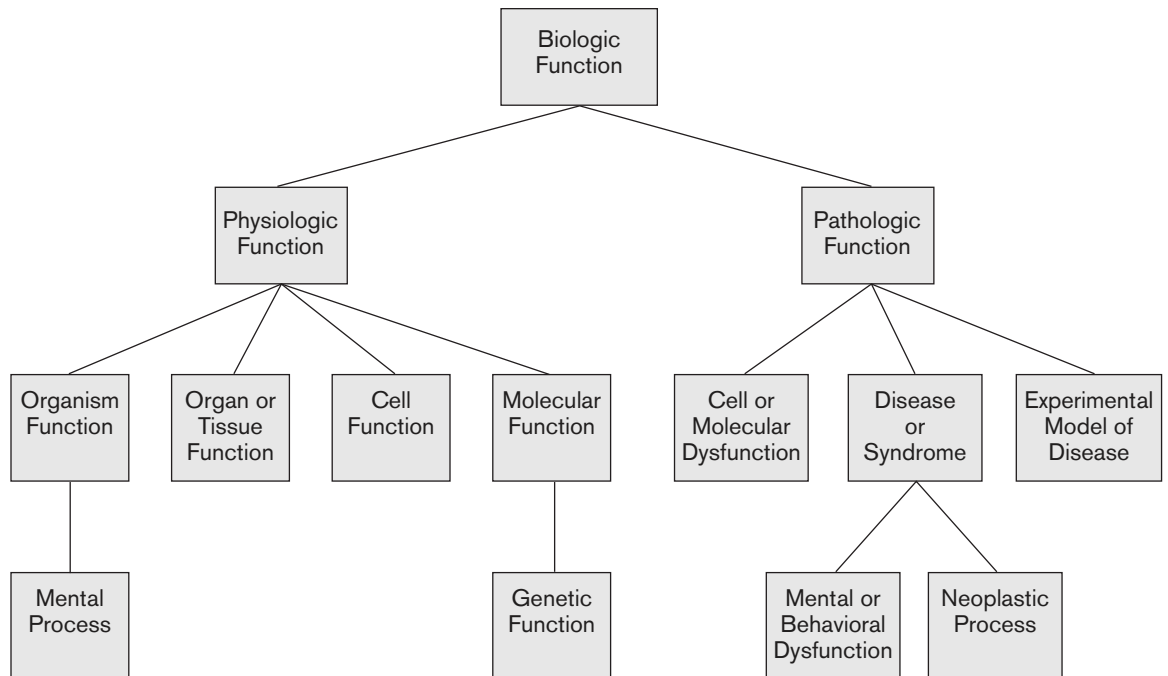 Biologic
Function
Physiologic
Function
Pathologic
Function
Organism
Function
Organ or
Tissue
Function
Cell
Function
Molecular
Function
Cell or
Molecular
Dysfunction
Disease
or
Syndrome
Experimental
Model of
Disease
Mental
Process
Genetic
Function
Mental or
Behavioral
Dysfunction
Neoplastic
Process